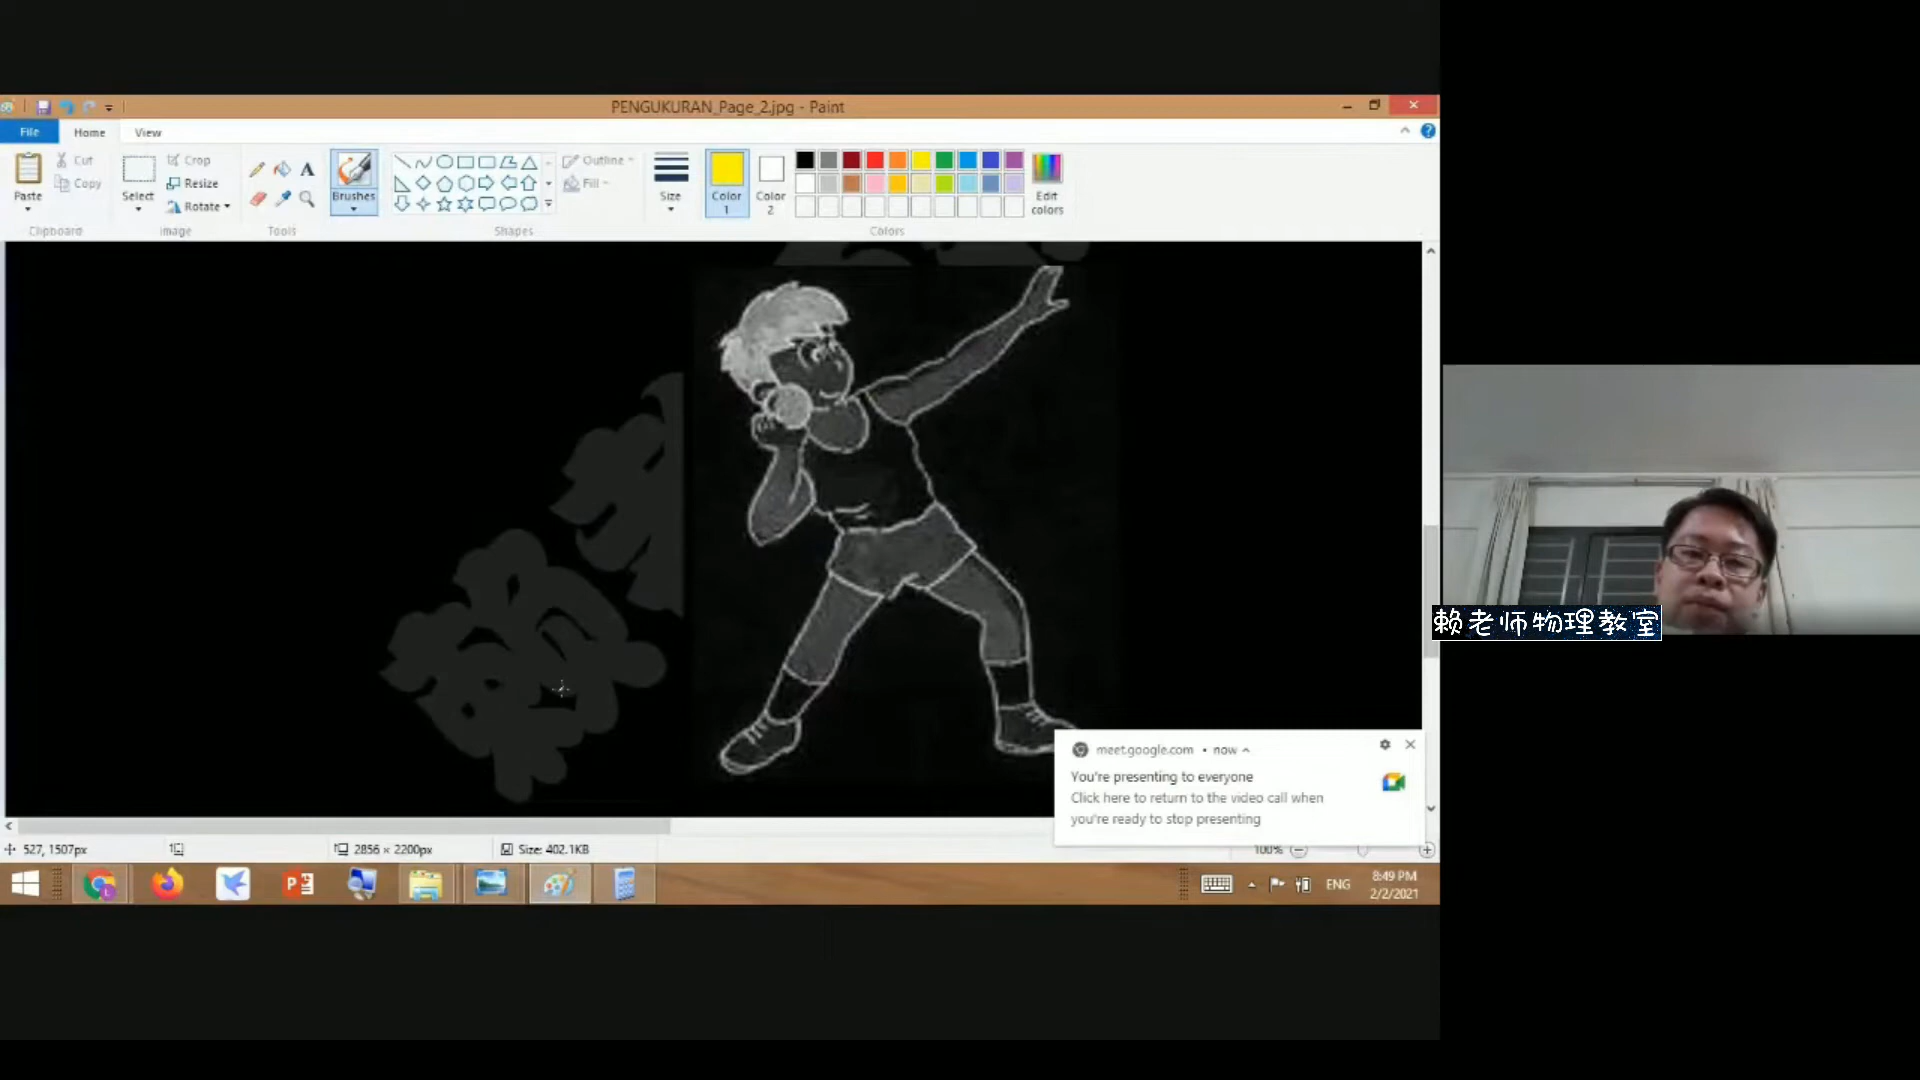 PENGUKURAN_Page_2.jpg - Paint
File Home View
Paste
Cut
Copy
Clipboard
Select
Crop
Resize
Rotate
Image
A
Tools
Brushes
Outline
Fill
Shapes
Size
Color 1
Color 2
Edit colors
Colors
赖老师物理教室
meet.google.com • now
You're presenting to everyone
Click here to return to the video call when
you're ready to stop presenting
527, 1507px
2856 × 2200px
Size: 402.1KB
100%
ENG
8:49 PM
2/2/2021